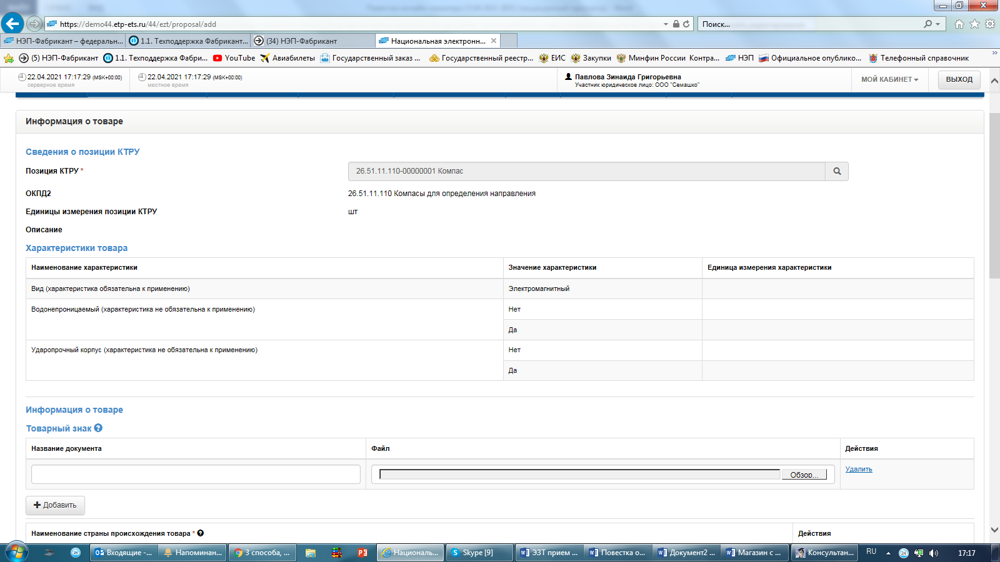 https://demo44.etp-ets.ru/44/ezt/proposal/add
Поиск...
НЭП-Фабрикант – федеральн...
1.1. Техподдержка Фабрикант...
(34) НЭП-Фабрикант
Национальная электронн...
(5) НЭП-Фабрикант
1.1. Техподдержка Фабри...
YouTube
Авиабилеты
Государственный заказ ...
Государственный реестр...
ЕИС
Закупки
Минфин России Контра...
НЭП
Официальное опублико...
Телефонный справочник
22.04.2021 17:17:29 (MSK+00:00)
серверное время
22.04.2021 17:17:29 (MSK+00:00)
местное время
Павлова Зинаида Григорьевна
Участник юридическое лицо: ООО "Семашко"
МОЙ КАБИНЕТ
ВЫХОД
Информация о товаре
Сведения о позиции КТРУ
Позиция КТРУ *
26.51.11.110-00000001 Компас
ОКПД2
26.51.11.110 Компасы для определения направления
Единицы измерения позиции КТРУ
шт
Описание
Характеристики товара
Наименование характеристики
Значение характеристики
Единица измерения характеристики
Вид (характеристика обязательна к применению)
Электромагнитный
Водонепроницаемый (характеристика не обязательна к применению)
Нет
Да
Ударопрочный корпус (характеристика не обязательна к применению)
Нет
Да
Информация о товаре
Товарный знак
Название документа
Файл
Действия
Обзор...
Удалить
Добавить
Наименование страны происхождения товара *
Действия
Входящие -...
Напоминан...
3 способа, ...
Националь...
Skype [9]
ЭЗТ прием ...
Повестка о...
Документ2 ...
Магазин с ...
Консультан...
RU
17:17